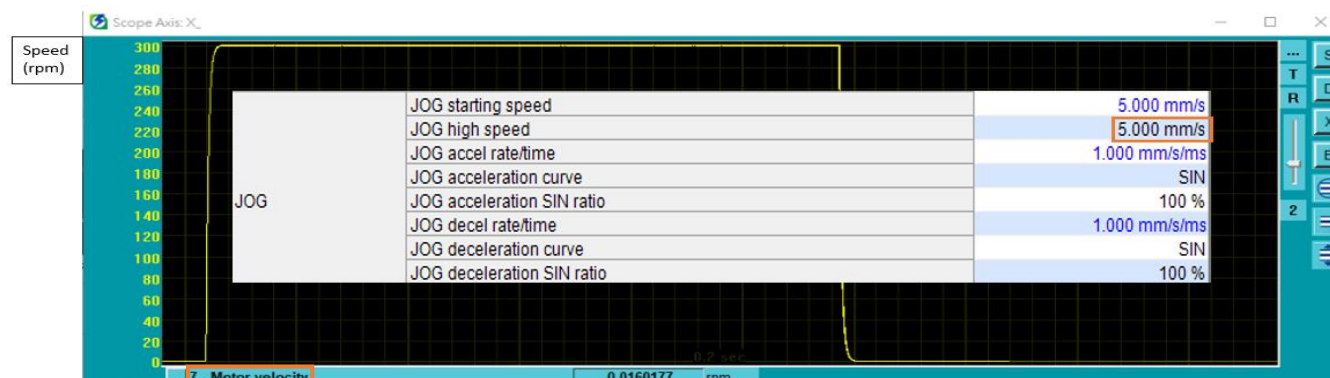 Scope Axis: X_
Speed
(rpm)
300
280
260
240
220
200
180
160
140
120
100
80
60
40
20
0
JOG
JOG starting speed 5.000 mm/s
JOG high speed 5.000 mm/s
JOG accel rate/time 1.000 mm/s/ms
JOG acceleration curve SIN
JOG acceleration SIN ratio 100 %
JOG decel rate/time 1.000 mm/s/ms
JOG deceleration curve SIN
JOG deceleration SIN ratio 100 %
...
T
R
2
S
0.2 sec
7 Motor velocity 0.0160177 rpm